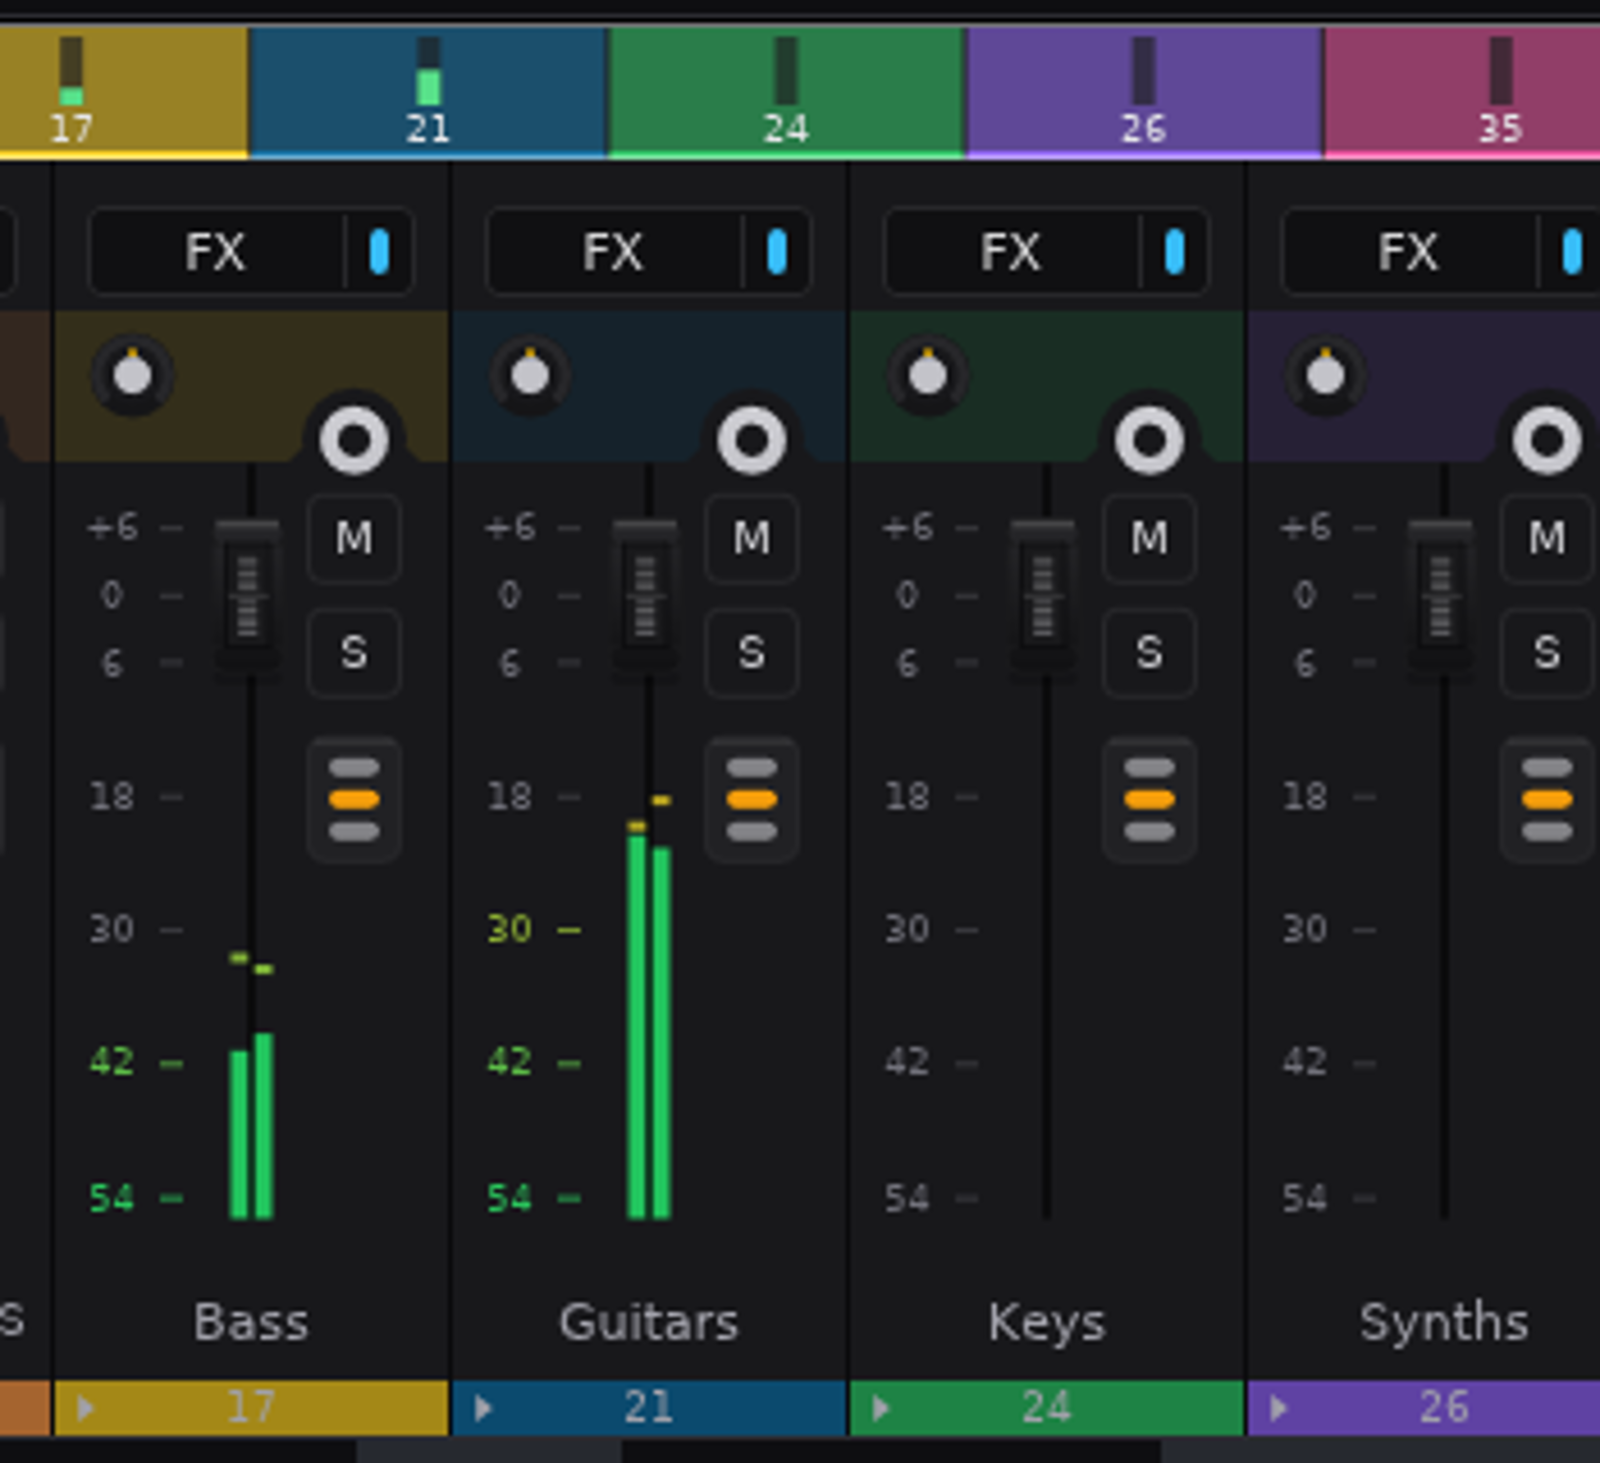 17 21 24 26 35
FX FX FX FX
+6 M +6 M +6 M +6 M
0 0 0 0
6 S 6 S 6 S 6 S
18 18 18 18
30 30 30 30
42 42 42 42
54 54 54 54
s Bass Guitars Keys Synths
17 21 24 26